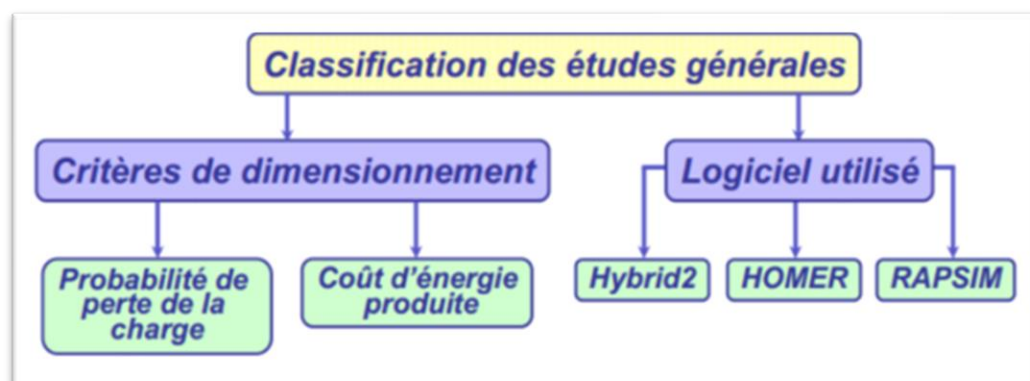 Classification des études générales
Critères de dimensionnement
Logiciel utilisé
Probabilité de
perte de la
charge
Coût d'énergie
produite
Hybrid2
HOMER
RAPSIM